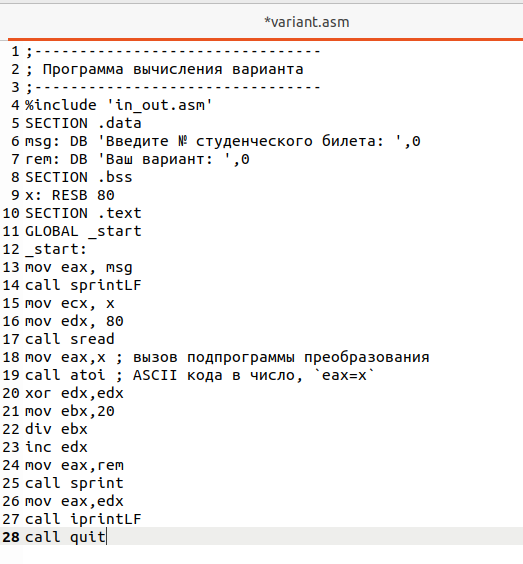 *variant.asm
1 ;--------------------------------
2 ; Программа вычисления варианта
3 ;--------------------------------
4 %include 'in_out.asm'
5 SECTION .data
6 msg: DB 'Введите № студенческого билета: ',0
7 rem: DB 'Ваш вариант: ',0
8 SECTION .bss
9 x: RESB 80
10 SECTION .text
11 GLOBAL _start
12 _start:
13 mov eax, msg
14 call sprintLF
15 mov ecx, x
16 mov edx, 80
17 call sread
18 mov eax,x ; вызов подпрограммы преобразования
19 call atoi ; ASCII кода в число, `eax=x`
20 xor edx,edx
21 mov ebx,20
22 div ebx
23 inc edx
24 mov eax,rem
25 call sprint
26 mov eax,edx
27 call iprintLF
28 call quit